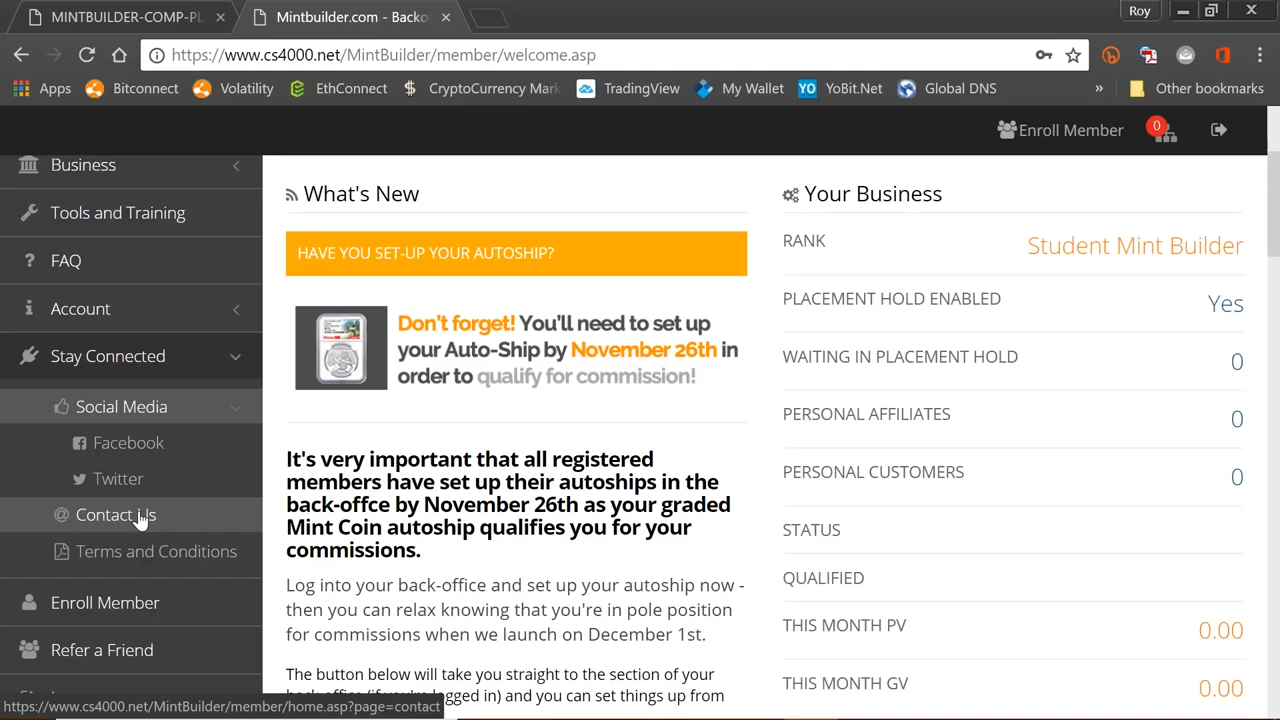 MINTBUILDER-COMP-PL
Mintbuilder.com - Backo
Roy
https://www.cs4000.net/MintBuilder/member/welcome.asp
Apps
Bitconnect
Volatility
EthConnect
CryptoCurrency Mark
TradingView
My Wallet
YO
YoBit.Net
Global DNS
»
Other bookmarks
Enroll Member
0
Business
Tools and Training
FAQ
Account
Stay Connected
Social Media
Facebook
Twitter
Contact Us
Terms and Conditions
Enroll Member
Refer a Friend
https://www.cs4000.net/MintBuilder/member/home.asp?page=contact
What's New
HAVE YOU SET-UP YOUR AUTOSHIP?
Don't forget! You'll need to set up
your Auto-Ship by November 26th in
order to qualify for commission!
It's very important that all registered
members have set up their autoships in the
back-offce by November 26th as your graded
Mint Coin autoship qualifies you for your
commissions.
Log into your back-office and set up your autoship now -
then you can relax knowing that you're in pole position
for commissions when we launch on December 1st.
The button below will take you straight to the section of your
logged in) and you can set things up from
Your Business
RANK Student Mint Builder
PLACEMENT HOLD ENABLED Yes
WAITING IN PLACEMENT HOLD 0
PERSONAL AFFILIATES 0
PERSONAL CUSTOMERS 0
STATUS
QUALIFIED
THIS MONTH PV 0.00
THIS MONTH GV 0.00